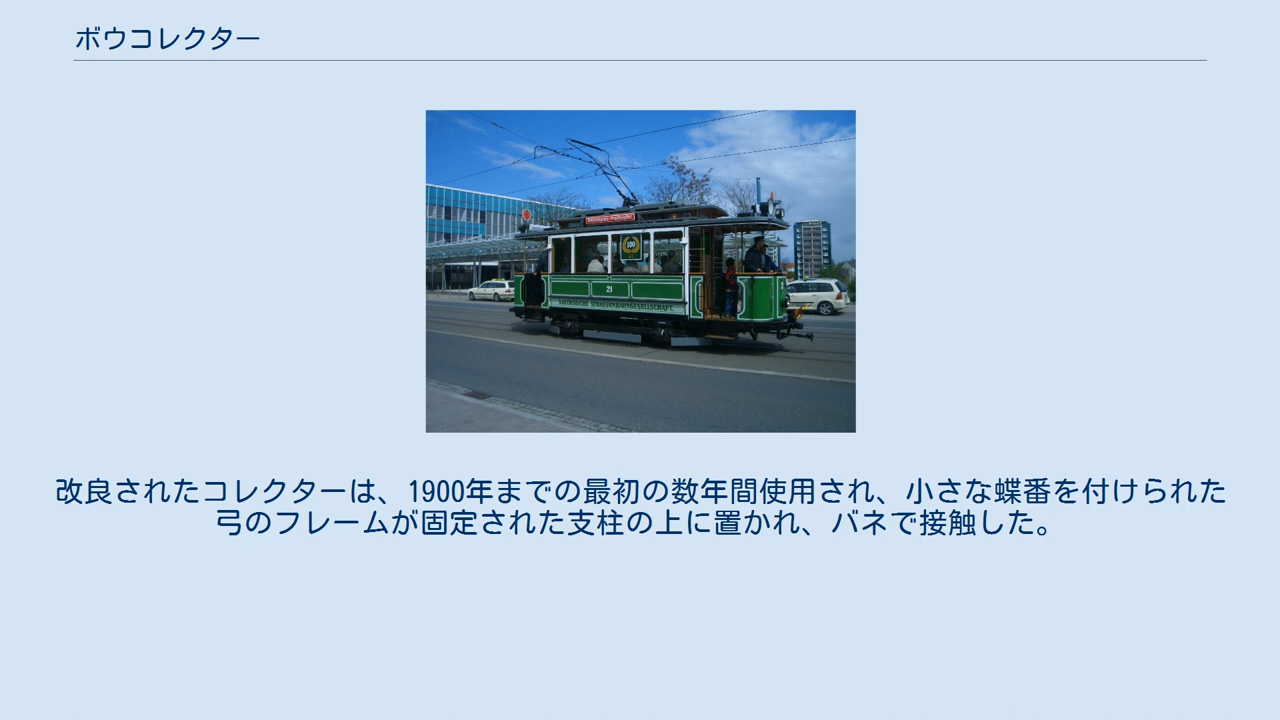 ボウコレクター
100
21
改良されたコレクターは、1900年までの最初の数年間使用され、小さな蝶番を付けられた
弓のフレームが固定された支柱の上に置かれ、バネで接触した。